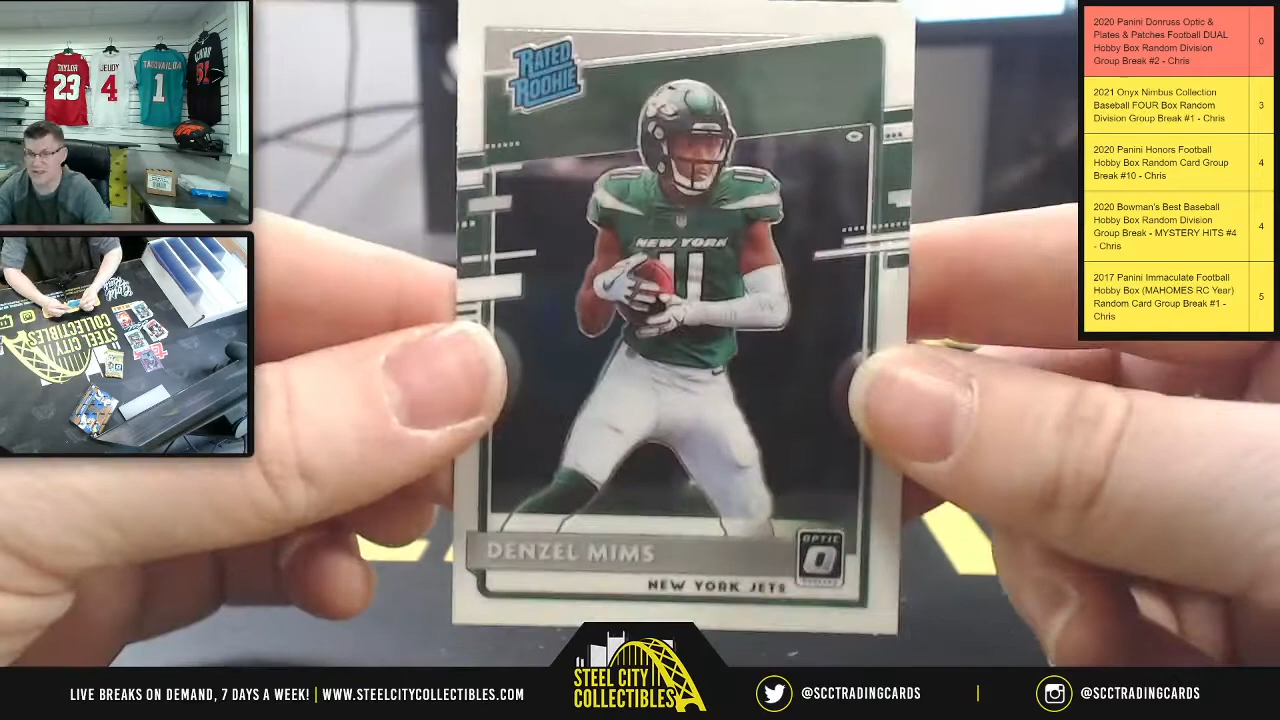 TAYLOR
23
JEUDY
4
TAGOVAILOA
1
RATED
ROOKIE
NEW YORK
11
DENZEL MIMS
OPTIC
NEW YORK JETS
2020 Panini Donruss Optic &
Plates & Patches Football DUAL
Hobby Box Random Division
Group Break #2 - Chris
0
2021 Onyx Nimbus Collection
Baseball FOUR Box Random
Division Group Break #1 - Chris
3
2020 Panini Honors Football
Hobby Box Random Card Group
Break #10 - Chris
4
2020 Bowman's Best Baseball
Hobby Box Random Division
Group Break - MYSTERY HITS #4
- Chris
4
2017 Panini Immaculate Football
Hobby Box (MAHOMES RC Year)
Random Card Group Break #1 -
Chris
5
STEEL CITY
COLLECTIBLES
LIVE BREAKS ON DEMAND, 7 DAYS A WEEK! | WWW.STEELCITYCOLLECTIBLES.COM
STEEL CITY
COLLECTIBLES
@SCCTRADINGCARDS | @SCCTRADINGCARDS